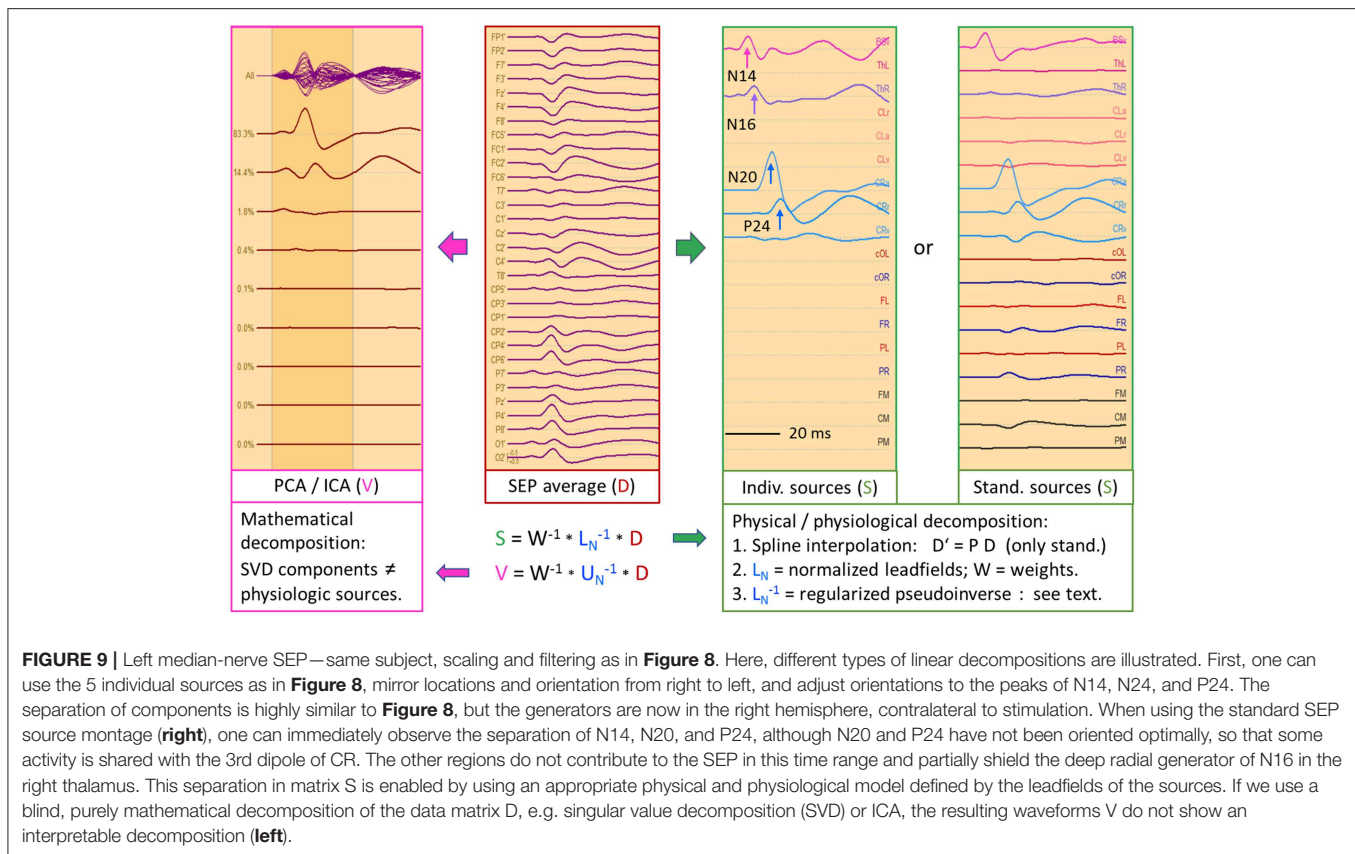 All
83.3%
14.4%
1.8%
0.4%
0.1%
0.0%
0.0%
0.0%
0.0%
PCA / ICA (V)
Mathematical
decomposition:
SVD components ≠
physiologic sources.
FP1'
FP2'
F7'
F3'
Fz'
F4'
F8'
FC5'
FC1'
FC2'
FC6'
T7'
C3'
C1'
Cz'
C2'
C4'
T8'
CP5'
CP3'
CP1'
CP2'
CP4'
CP6'
P7'
P3'
Pz'
P4'
P8'
O1'
O2'
SEP average (D)
S = W⁻¹ * L_N⁻¹ * D
V = W⁻¹ * U_N⁻¹ * D
BSv
N14
ThL
ThR
N16
CLr
CLa
CLv
N20
CRa
CRr
P24
CRv
cOL
cOR
FL
FR
PL
PR
FM
CM
20 ms
PM
Indiv. sources (S)
or
BSv
ThL
ThR
CLa
CLr
CLv
CRa
CRr
CRv
cOL
cOR
FL
FR
PL
PR
FM
CM
PM
Stand. sources (S)
Physical / physiological decomposition:
1. Spline interpolation: D‘ = P D (only stand.)
2. L_N = normalized leadfields; W = weights.
3. L_N⁻¹ = regularized pseudoinverse : see text.
FIGURE 9 | Left median-nerve SEP—same subject, scaling and filtering as in Figure 8. Here, different types of linear decompositions are illustrated. First, one can
use the 5 individual sources as in Figure 8, mirror locations and orientation from right to left, and adjust orientations to the peaks of N14, N24, and P24. The
separation of components is highly similar to Figure 8, but the generators are now in the right hemisphere, contralateral to stimulation. When using the standard SEP
source montage (right), one can immediately observe the separation of N14, N20, and P24, although N20 and P24 have not been oriented optimally, so that some
activity is shared with the 3rd dipole of CR. The other regions do not contribute to the SEP in this time range and partially shield the deep radial generator of N16 in the
right thalamus. This separation in matrix S is enabled by using an appropriate physical and physiological model defined by the leadfields of the sources. If we use a
blind, purely mathematical decomposition of the data matrix D, e.g. singular value decomposition (SVD) or ICA, the resulting waveforms V do not show an
interpretable decomposition (left).